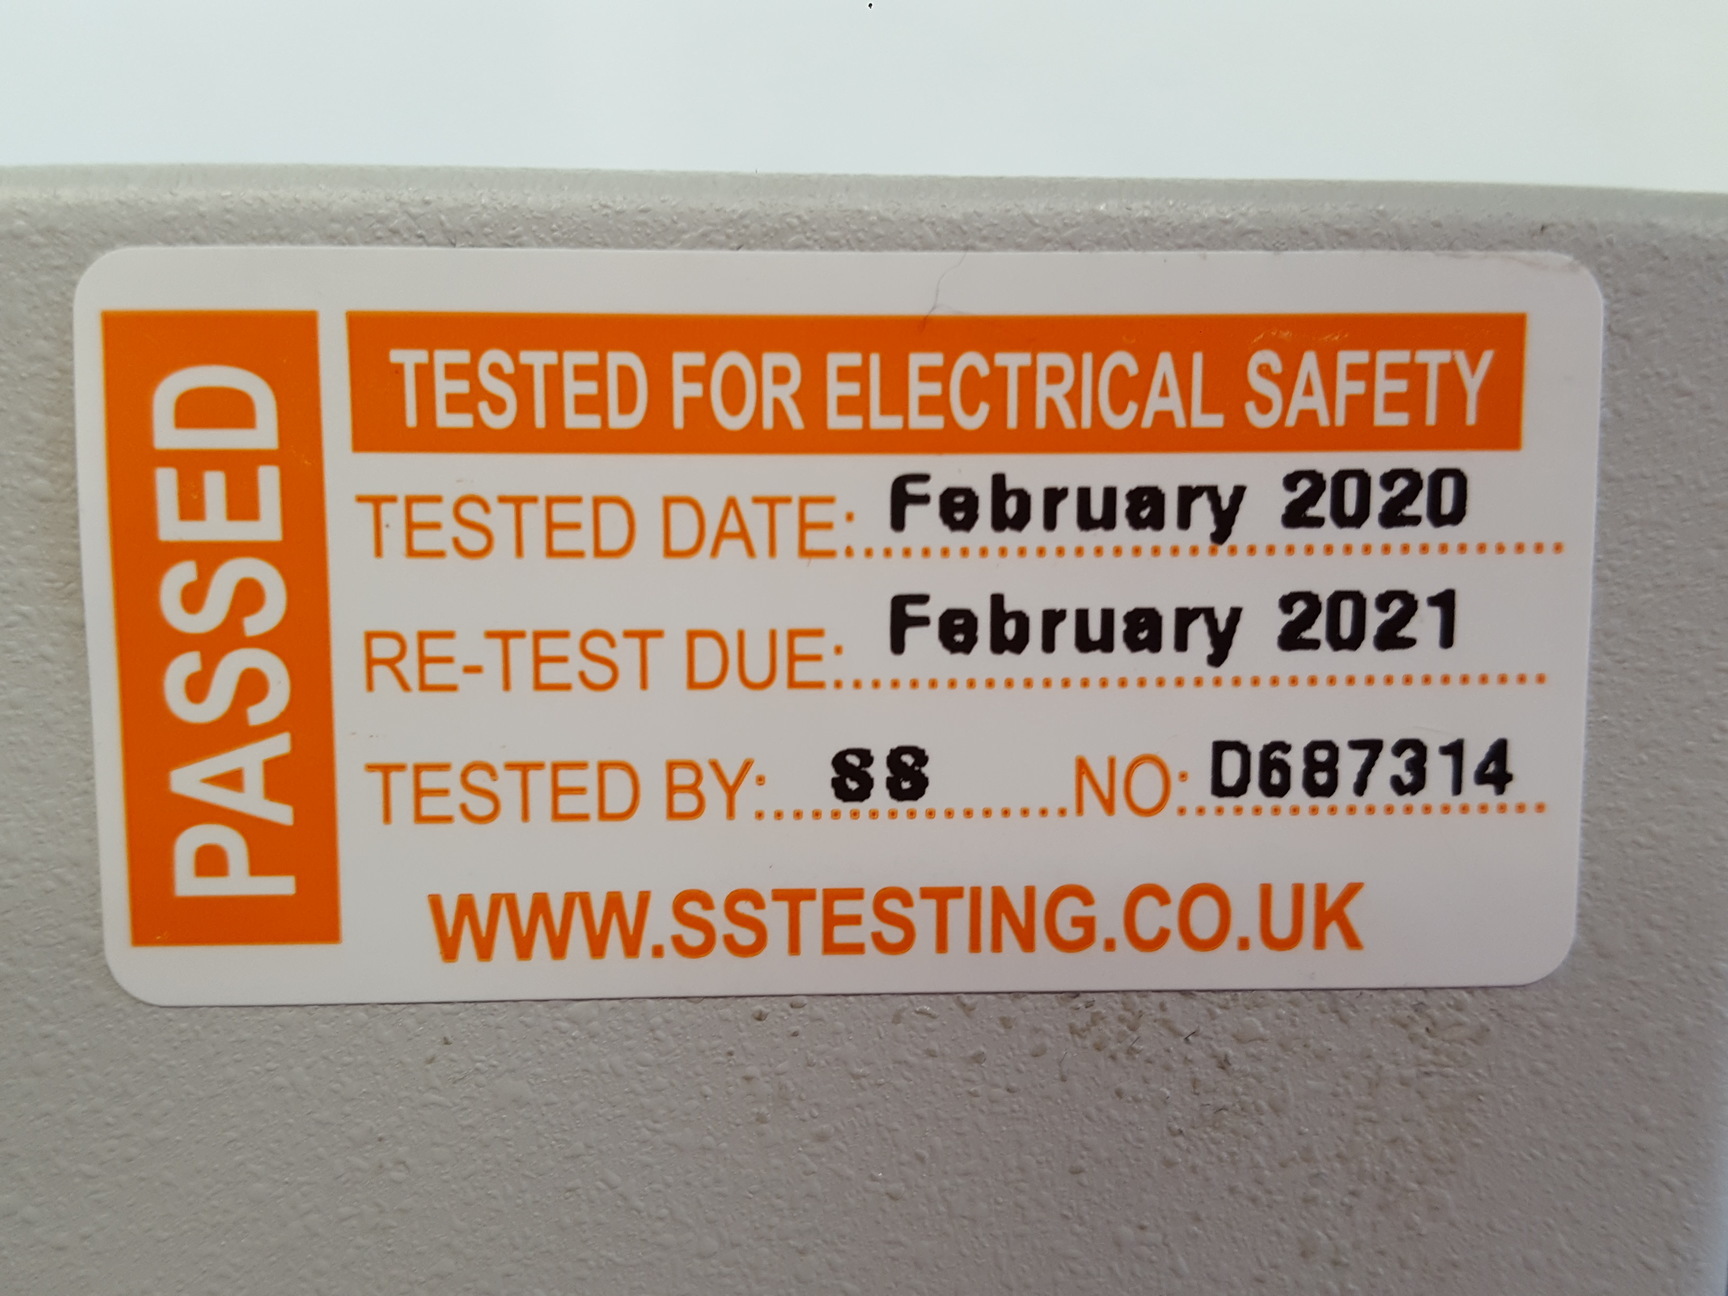 PASSED
TESTED FOR ELECTRICAL SAFETY
TESTED DATE: February 2020
RE-TEST DUE: February 2021
TESTED BY: SS NO: D687314
WWW.SSTESTING.CO.UK